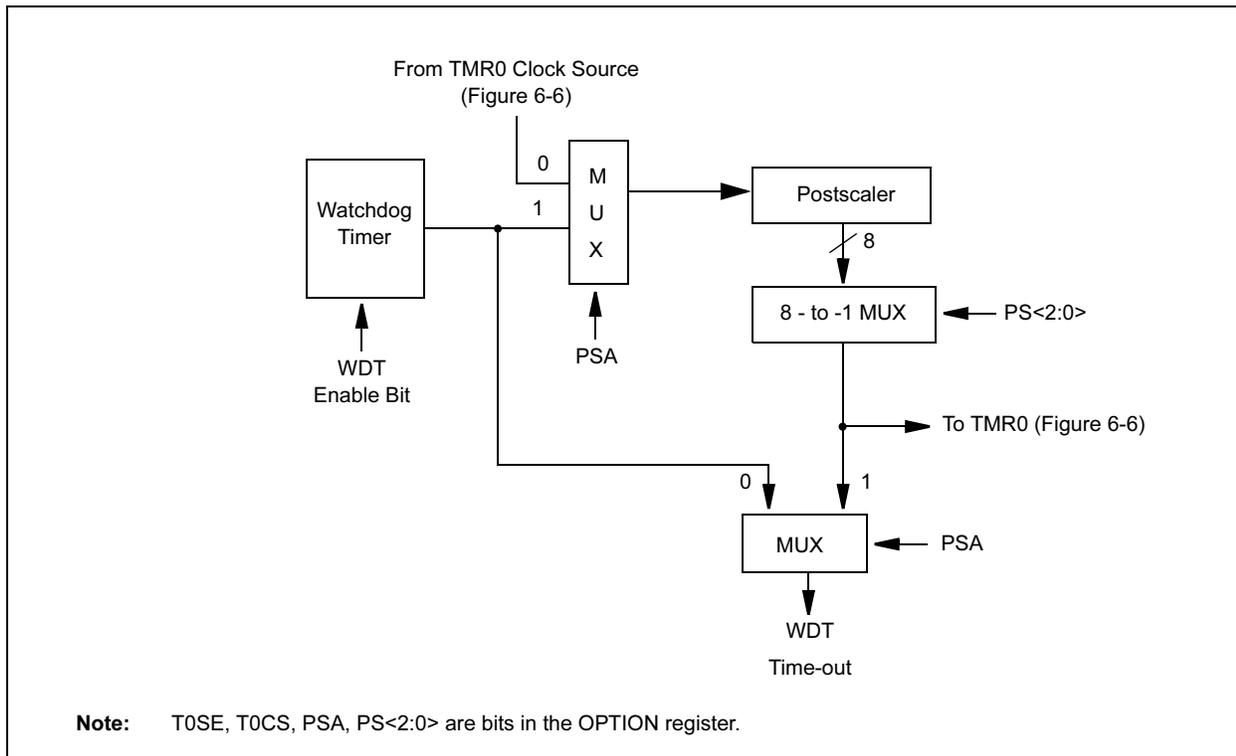 From TMR0 Clock Source
(Figure 6-6)
0
M
U
X
1
Watchdog
Timer
Postscaler
8
8 - to -1 MUX
PS<2:0>
WDT
Enable Bit
PSA
To TMR0 (Figure 6-6)
0
1
MUX
PSA
WDT
Time-out
Note: T0SE, T0CS, PSA, PS<2:0> are bits in the OPTION register.